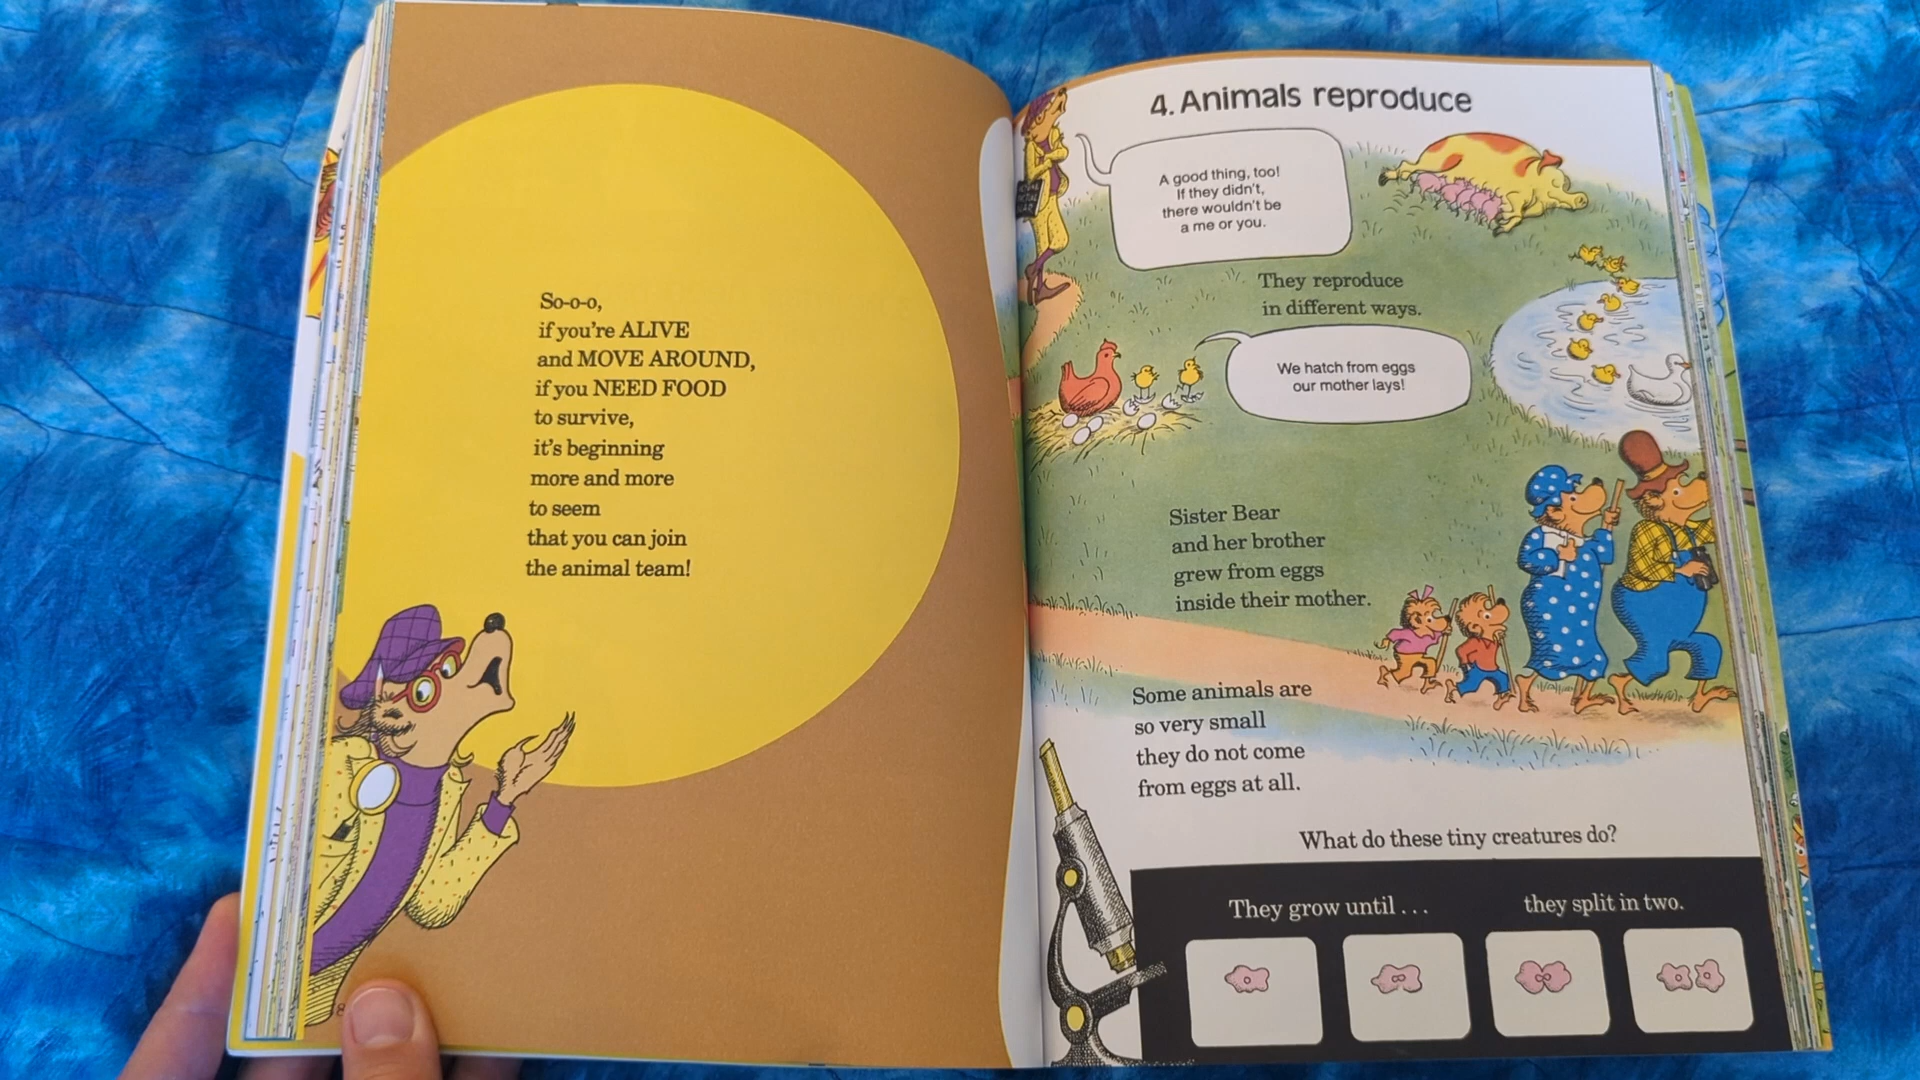 So-o-o,
if you're ALIVE
and MOVE AROUND,
if you NEED FOOD
to survive,
it's beginning
more and more
to seem
that you can join
the animal team!
4. Animals reproduce
A good thing, too!
If they didn't,
there wouldn't be
a me or you.
They reproduce
in different ways.
We hatch from eggs
our mother lays!
Sister Bear
and her brother
grew from eggs
inside their mother.
Some animals are
so very small
they do not come
from eggs at all.
What do these tiny creatures do?
They grow until . . .
they split in two.